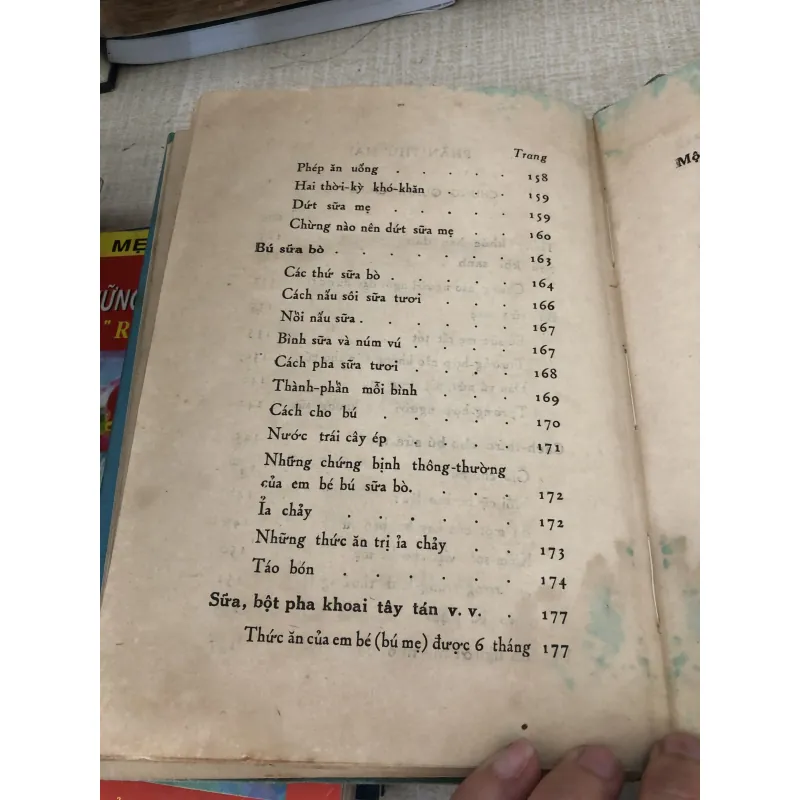 Trang
Phép ăn uống . . . . . 158
Hai thời-kỳ khó-khăn . . . 159
Dứt sữa mẹ . . . . . 159
Chừng nào nên dứt sữa mẹ . . 160
Bú sữa bò . . . . . . . 163
Các thứ sữa bò . . . . . 164
Cách nấu sôi sữa tươi . . . . 166
Nồi nấu sữa . . . . . . 167
Bình sữa và núm vú . . . . 167
Cách pha sữa tươi . . . . 168
Thành-phần mỗi bình . . . 169
Cách cho bú . . . . . 170
Nước trái cây ép . . . . 171
Những chứng bịnh thông-thường
của em bé bú sữa bò. . . . 172
Ỉa chảy . . . . . . 172
Những thức ăn trị ỉa chảy . . 173
Táo bón . . . . . . 174
Sữa, bột pha khoai tây tán v. v. . 177
Thức ăn của em bé (bú mẹ) được 6 tháng 177
MẸ
"R